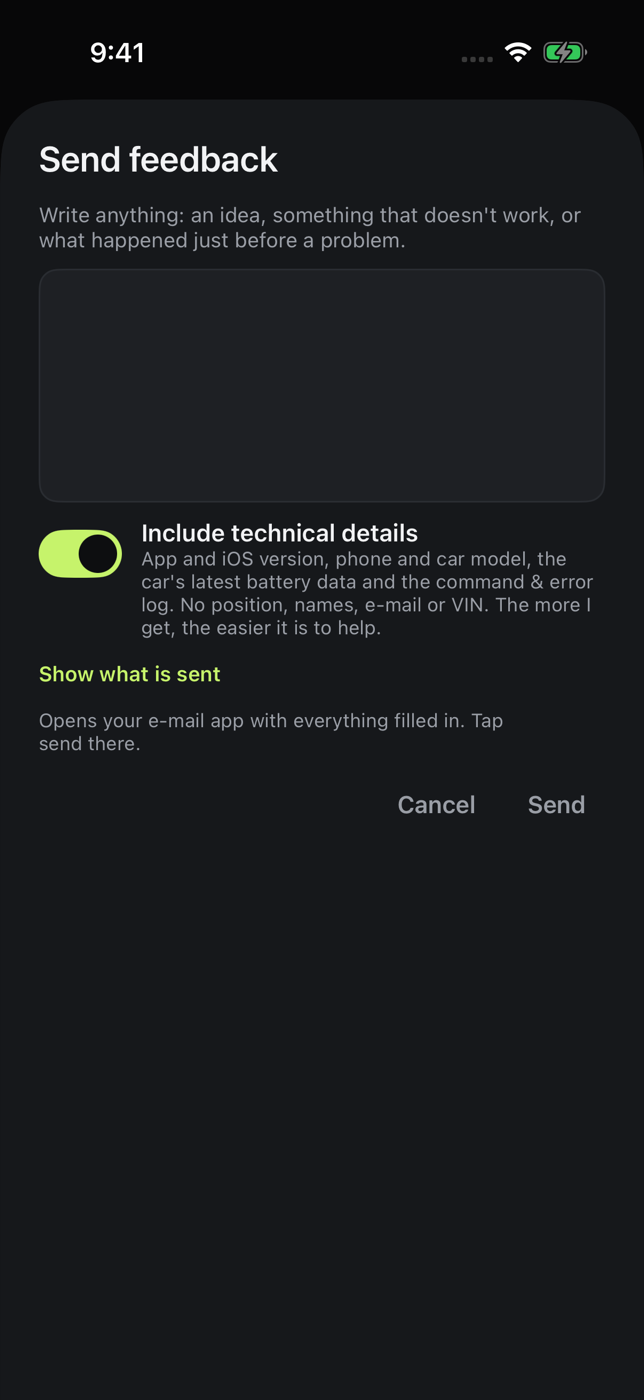 9:41
Send feedback
Write anything: an idea, something that doesn't work, or
what happened just before a problem.
Include technical details
App and iOS version, phone and car model, the
car's latest battery data and the command & error
log. No position, names, e-mail or VIN. The more I
get, the easier it is to help.
Show what is sent
Opens your e-mail app with everything filled in. Tap
send there.
Cancel Send